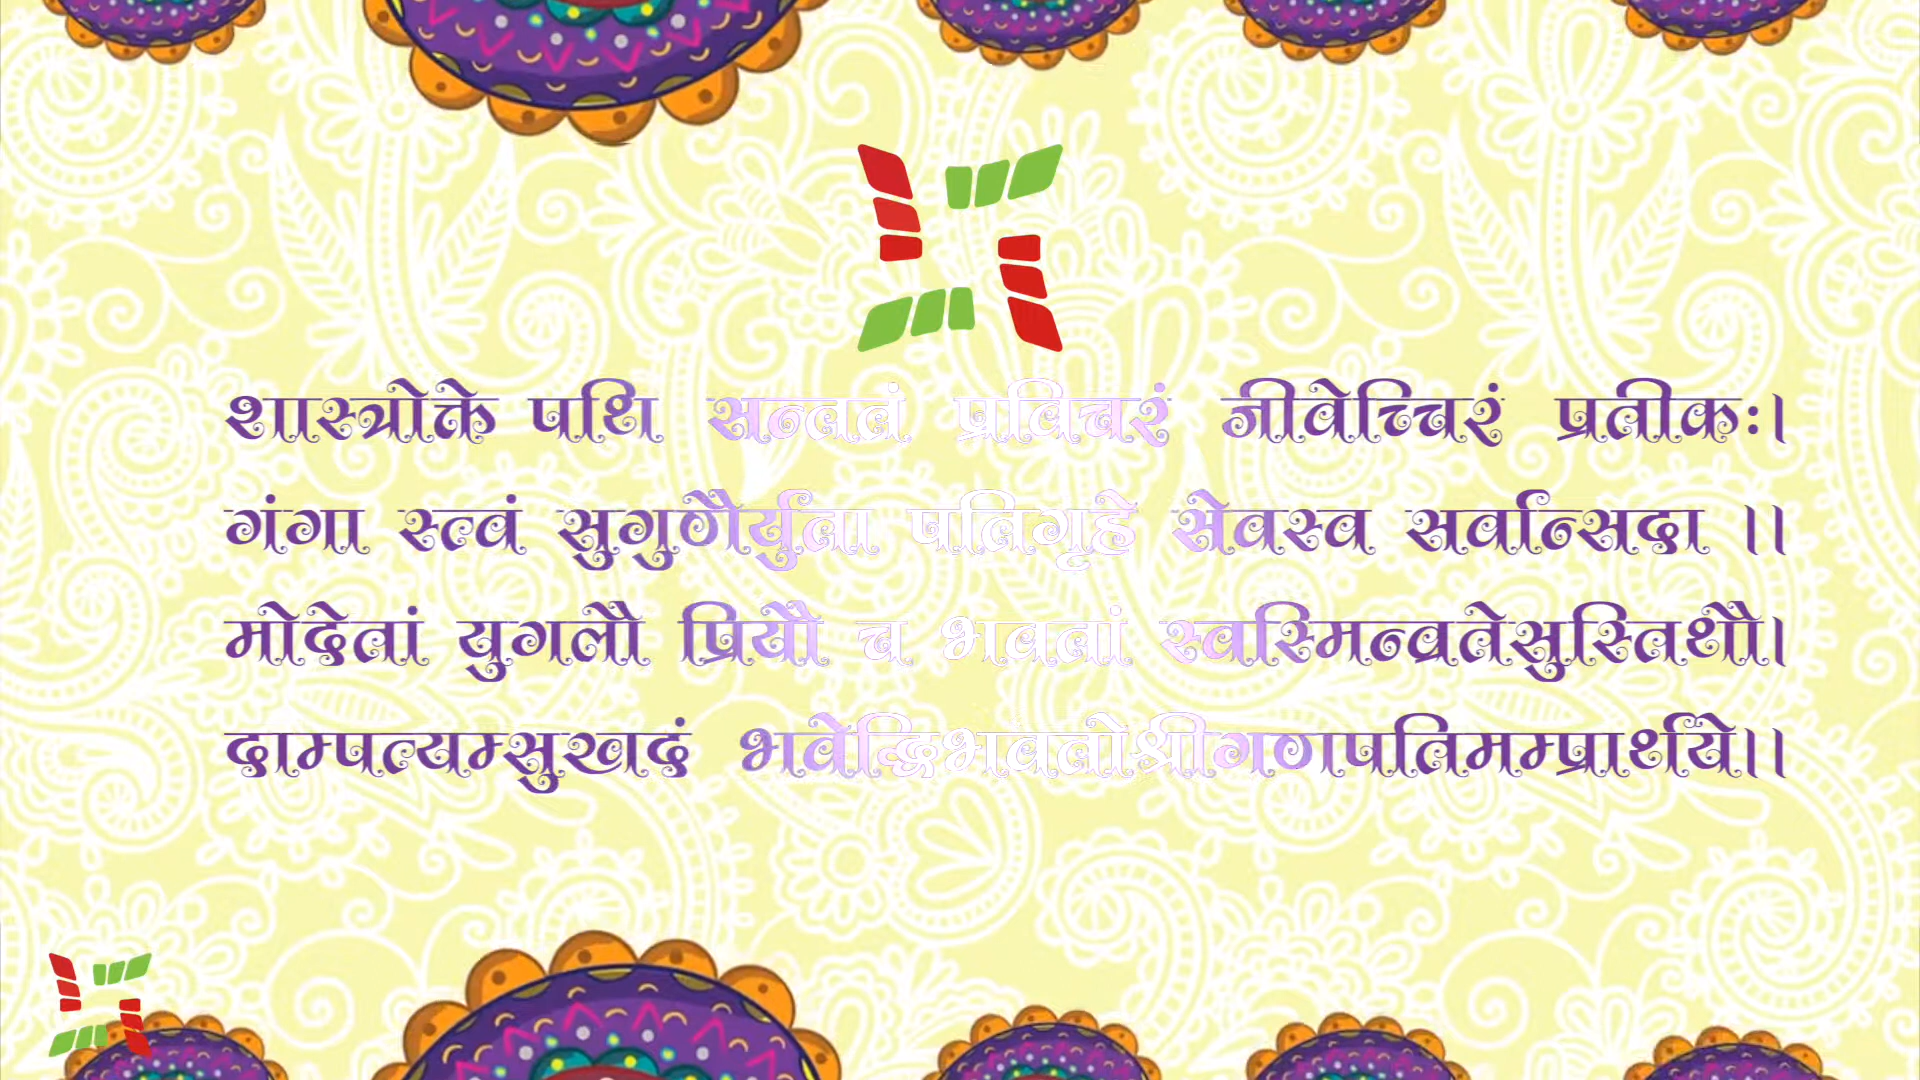 शास्त्रोक्ते पथि सन्ततं प्रविचरं जीवेच्चिरं प्रतीकः।
गंगा स्त्वं सुगुणैर्युता पतिगृहे सेवस्व सर्वान्सदा ।।
मोदेतां युगलौ प्रियौ च भवतां स्वस्मिन्व्रतेसुस्तिथौ।
दाम्पत्यम्सुखदं भवेद्धिभवतोश्रीगणपतिमम्प्रार्थये।।